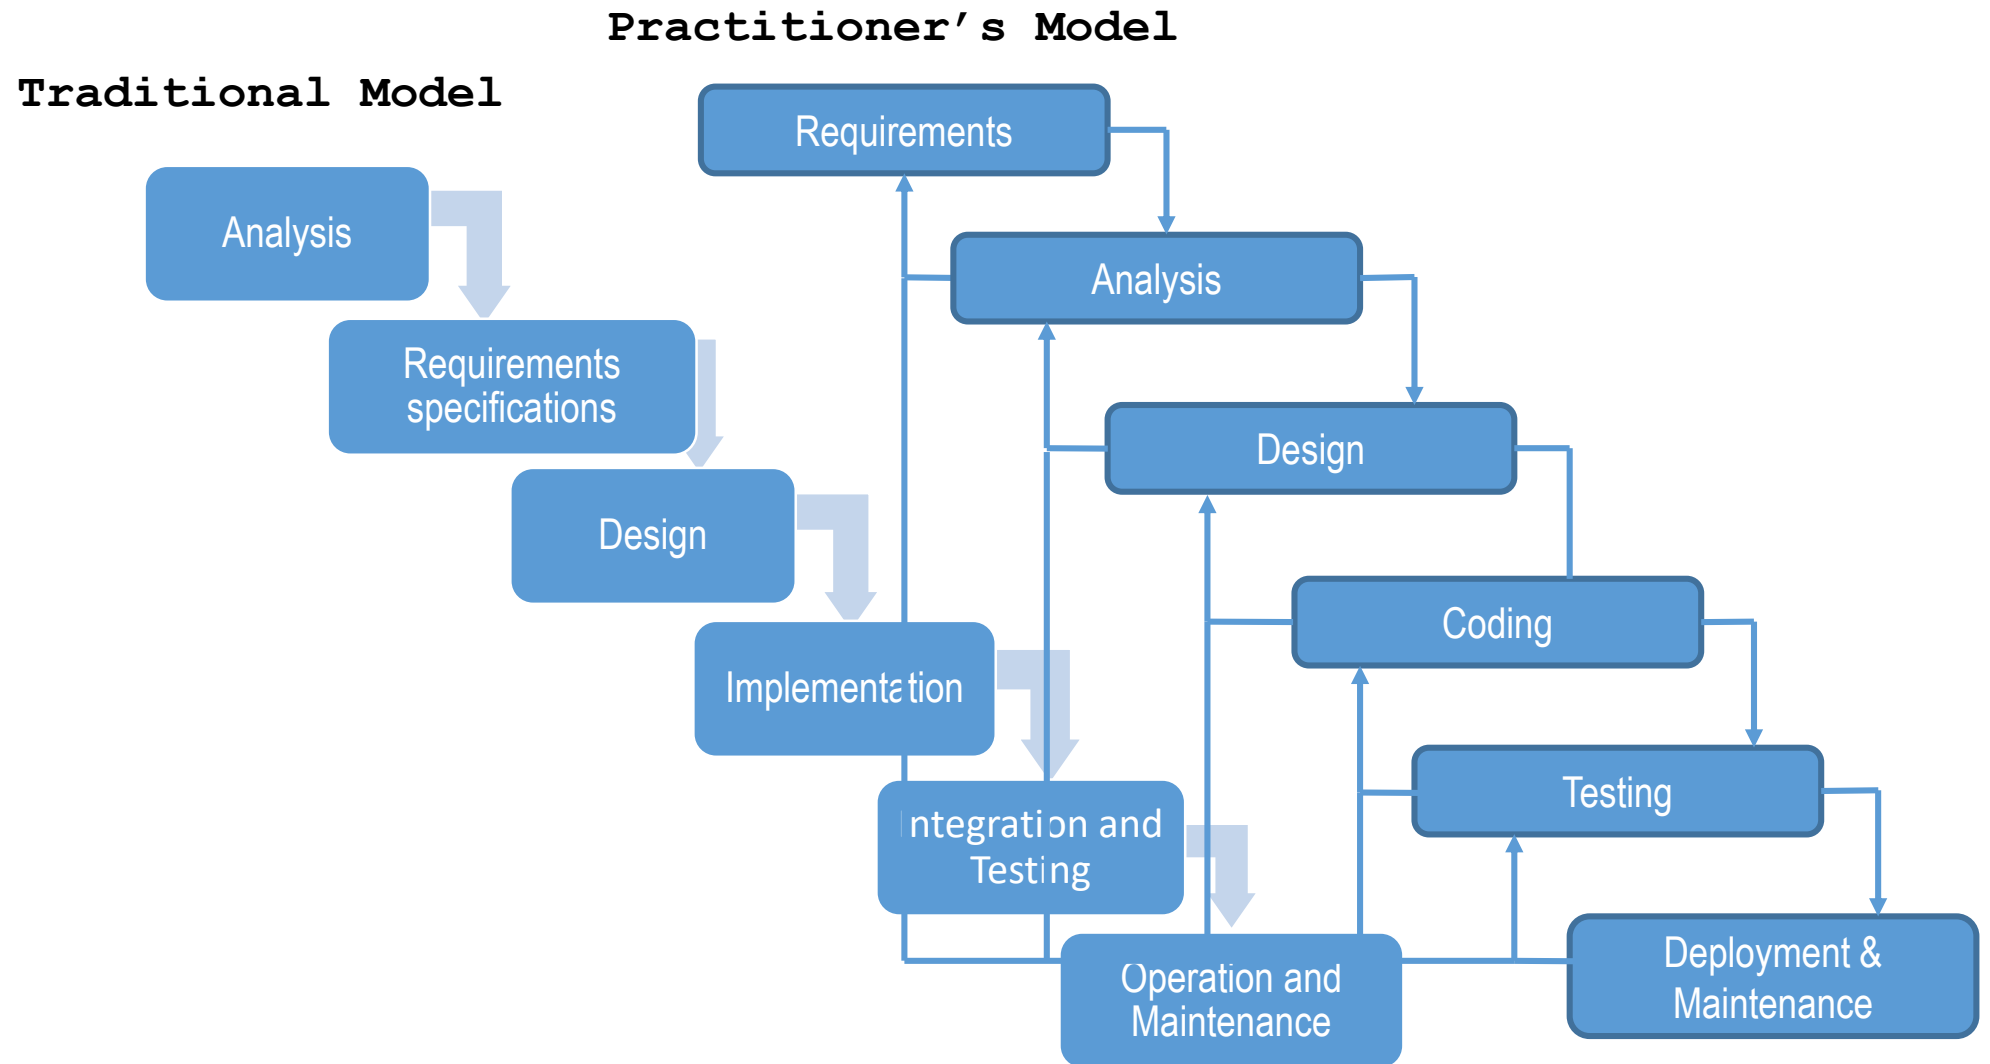 Practitioner’s Model
Traditional Model
Requirements
Analysis
Analysis
Requirements
specifications
Design
Design
Coding
Implementation
Testing
Integration and
Testing
Deployment &
Maintenance
Operation and
Maintenance